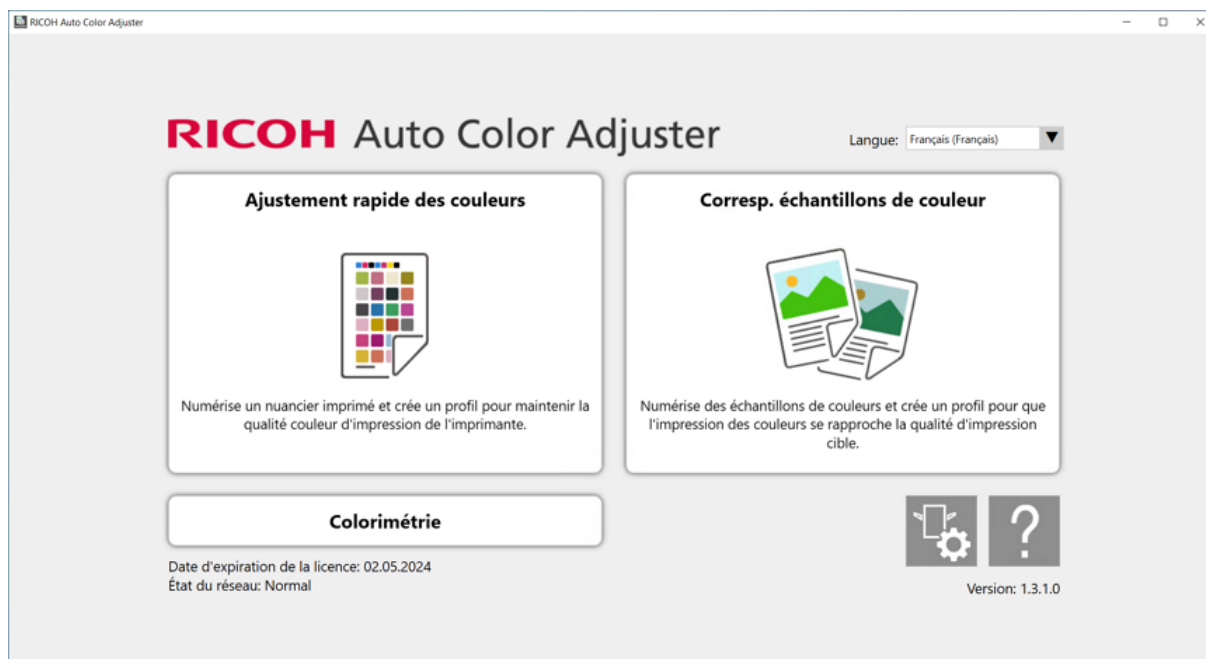 RICOH Auto Color Adjuster
RICOH Auto Color Adjuster
Langue: Français (Français)
Ajustement rapide des couleurs
Numérise un nuancier imprimé et crée un profil pour maintenir la
qualité couleur d'impression de l'imprimante.
Corresp. échantillons de couleur
Numérise des échantillons de couleurs et crée un profil pour que
l'impression des couleurs se rapproche la qualité d'impression
cible.
Colorimétrie
?
Date d'expiration de la licence: 02.05.2024
État du réseau: Normal
Version: 1.3.1.0